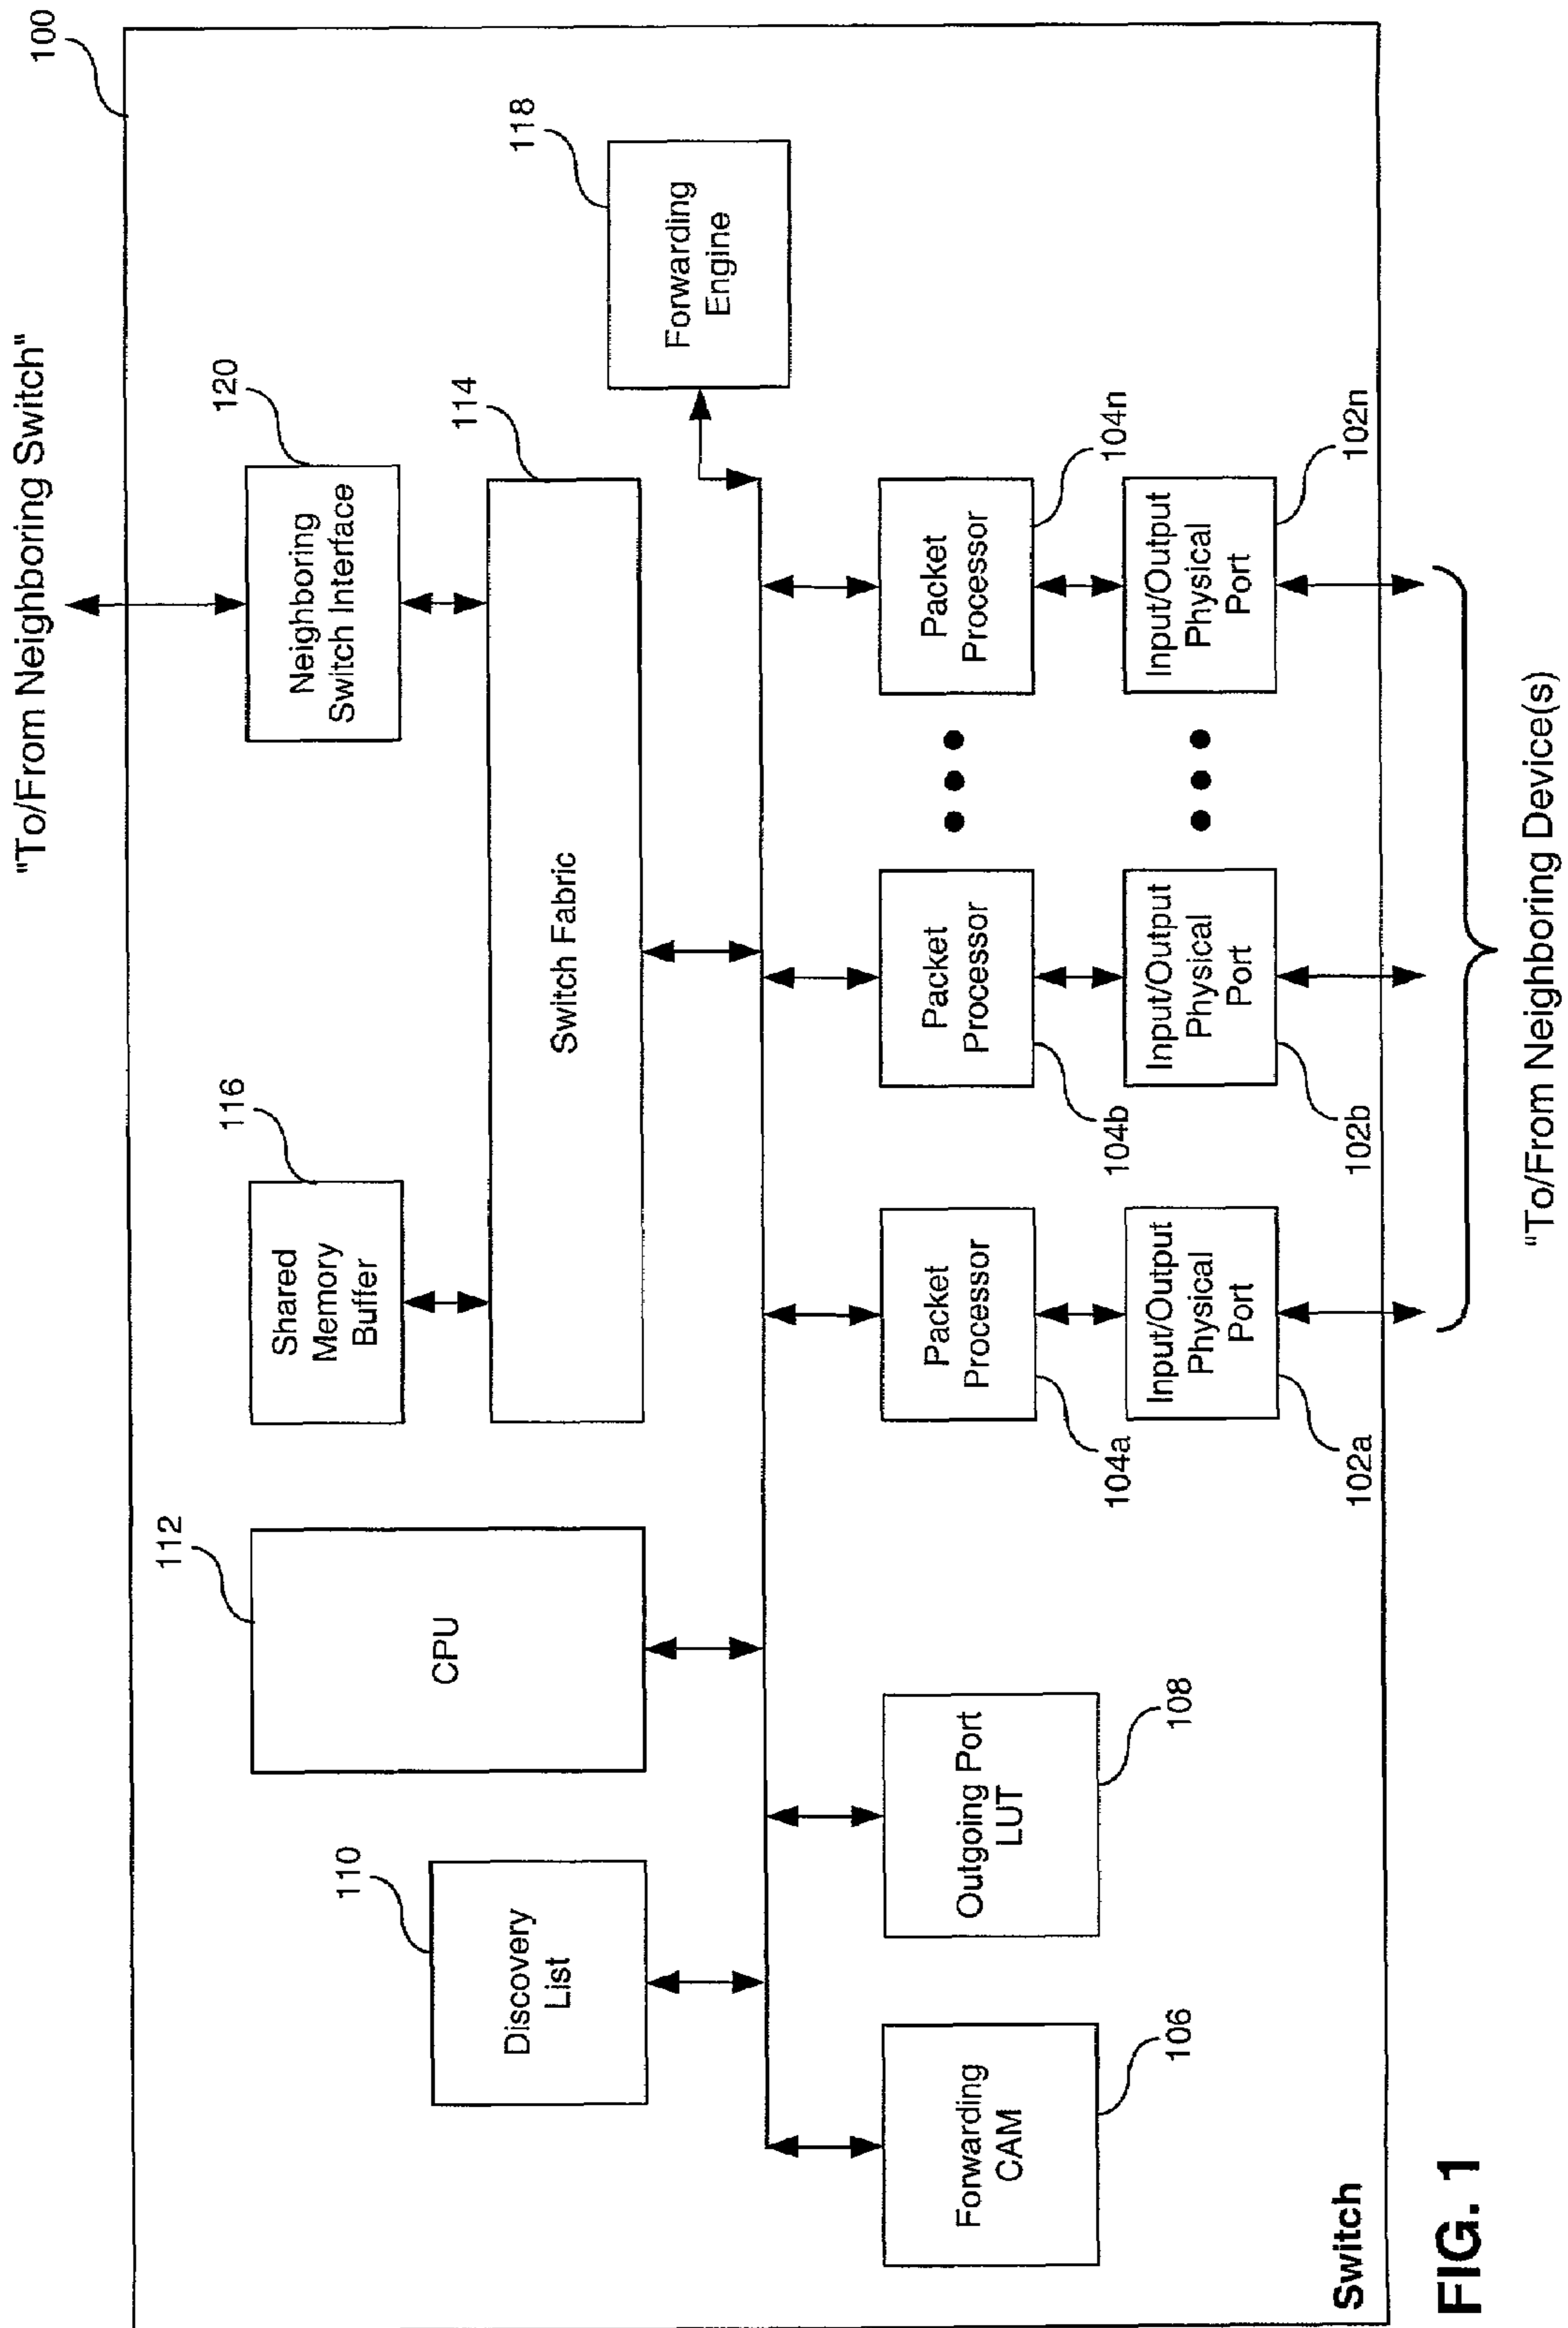 "To/From Neighboring Switch"
100
120
Neighboring
Switch Interface
116
Shared
Memory
Buffer
112
CPU
110
Discovery
List
114
Switch Fabric
118
Forwarding
Engine
Forwarding
CAM
106
Outgoing Port
LUT
108
Packet
Processor
104a
Packet
Processor
104b
Packet
Processor
104n
Input/Output
Physical
Port
102a
Input/Output
Physical
Port
102b
Input/Output
Physical
Port
102n
Switch
"To/From Neighboring Device(s)
FIG. 1